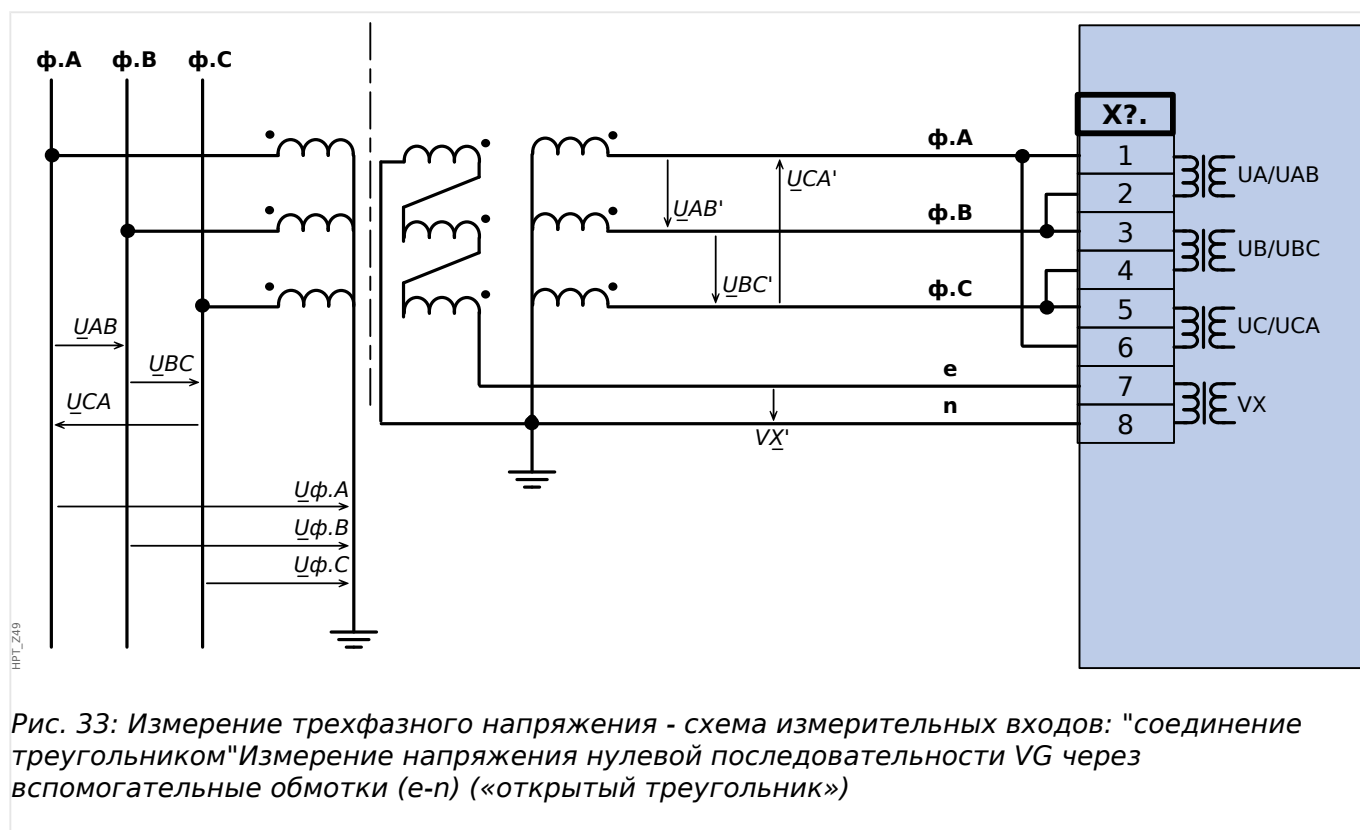 ф.A ф.B ф.C
X?.
ф.A
1
UA/UAB
UCA'
2
UAB'
ф.B
3
UB/UBC
4
UBC'
ф.C
5
UC/UCA
UAB
6
UBC
e
7
UCA
n
VX
8
VX'
Uф.A
Uф.B
Uф.C
HPT_Z49
Рис. 33: Измерение трехфазного напряжения - схема измерительных входов: "соединение
треугольником"Измерение напряжения нулевой последовательности VG через
вспомогательные обмотки (e-n) («открытый треугольник»)